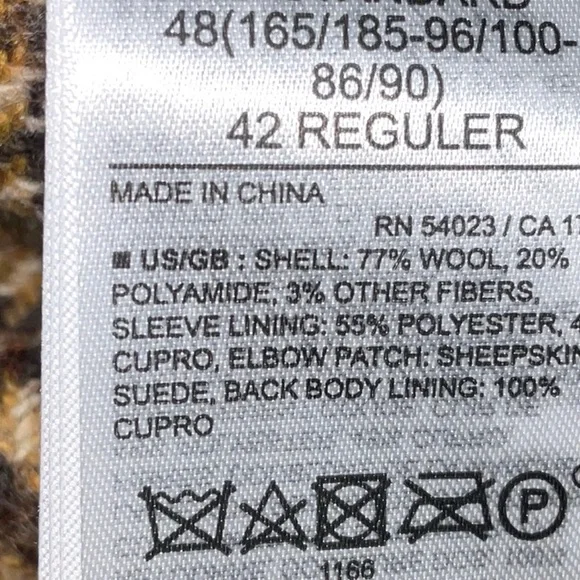 48(165/185-96/100-
86/90)
42 REGULER
MADE IN CHINA
RN 54023 / CA 17
US/GB : SHELL: 77% WOOL, 20%
POLYAMIDE, 3% OTHER FIBERS,
SLEEVE LINING: 55% POLYESTER, 4
CUPRO, ELBOW PATCH: SHEEPSKIN
SUEDE, BACK BODY LINING: 100%
CUPRO
P
1166